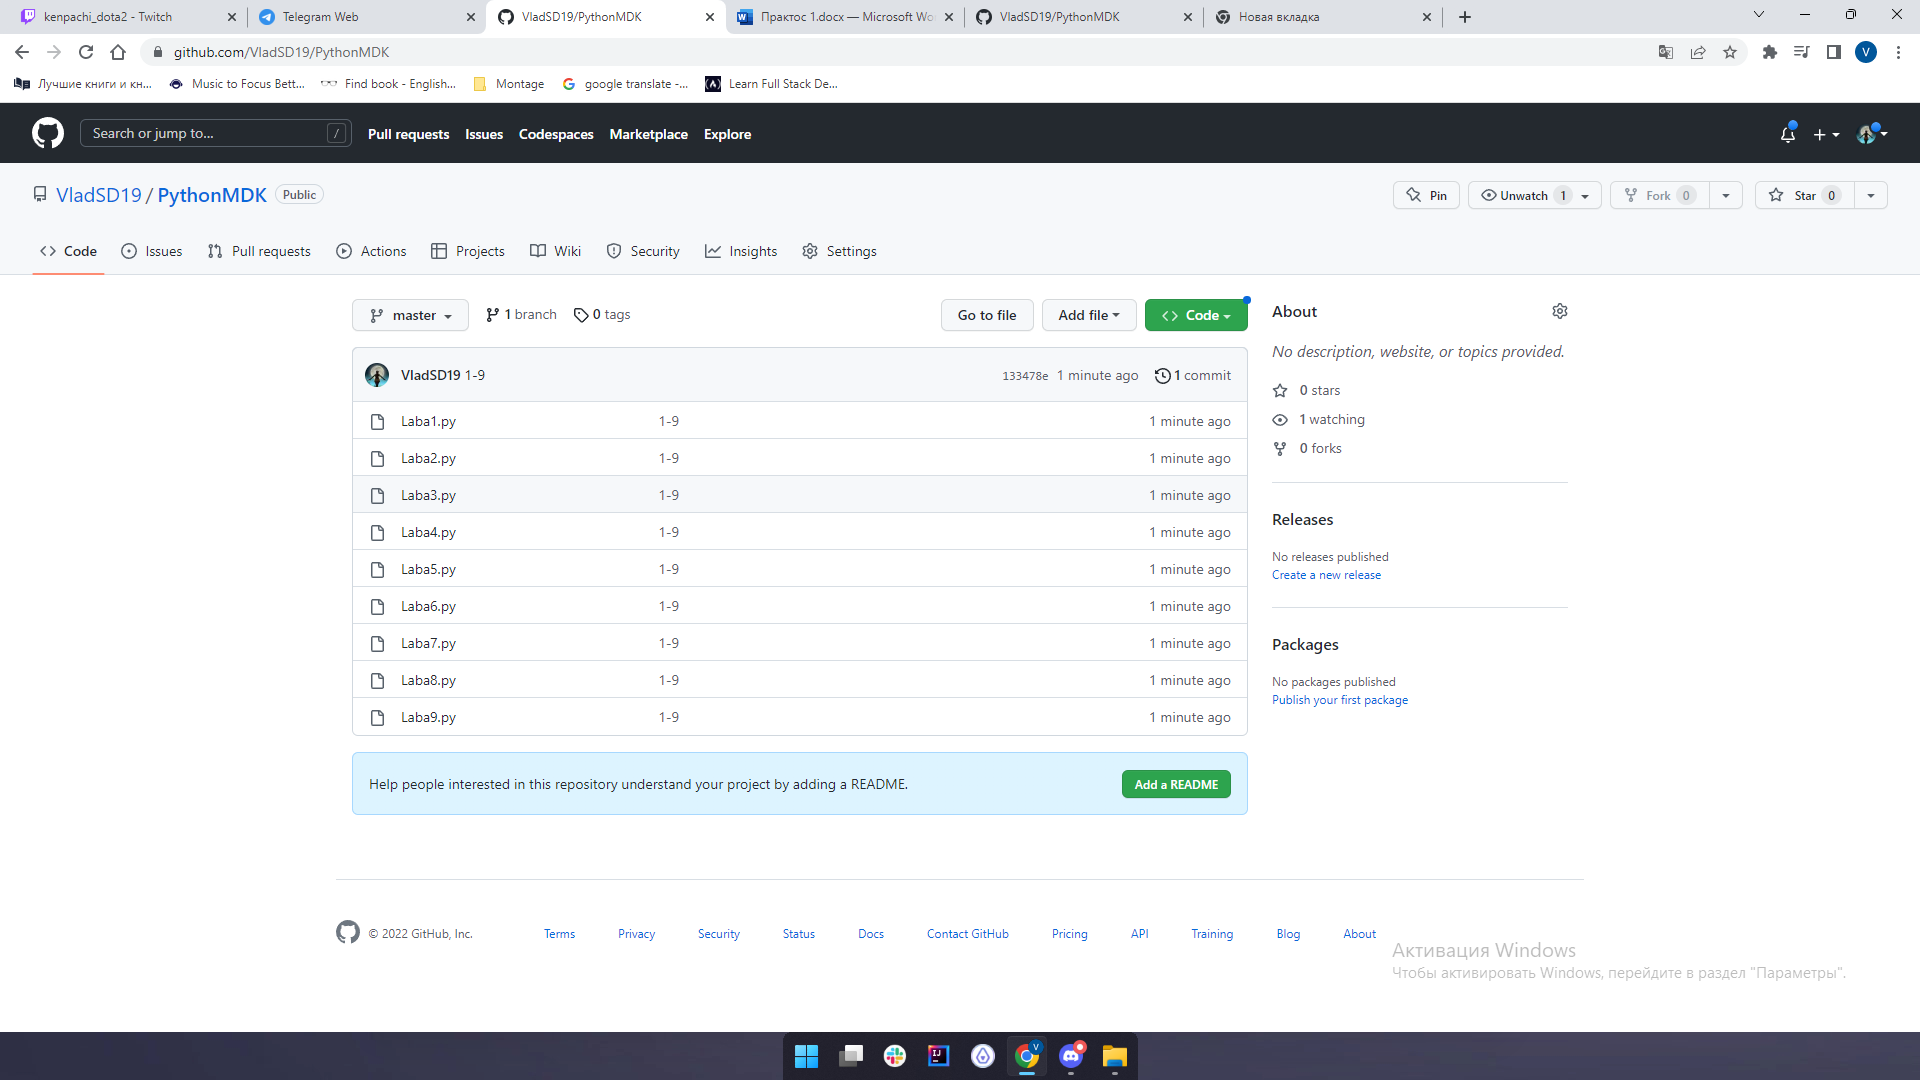 kenpachi_dota2 - Twitch
Telegram Web
VladSD19/PythonMDK
Практос 1.docx — Microsoft Wo
VladSD19/PythonMDK
Новая вкладка
github.com/VladSD19/PythonMDK
V
Лучшие книги и кн...
Music to Focus Bett...
Find book - English...
Montage
google translate -...
Learn Full Stack De...
Search or jump to...
/
Pull requests
Issues
Codespaces
Marketplace
Explore
VladSD19 / PythonMDK
Public
Pin
Unwatch 1
Fork 0
Star 0
Code
Issues
Pull requests
Actions
Projects
Wiki
Security
Insights
Settings
master
1 branch
0 tags
Go to file
Add file
Code
VladSD19 1-9
133478e 1 minute ago
1 commit
Laba1.py 1-9 1 minute ago
Laba2.py 1-9 1 minute ago
Laba3.py 1-9 1 minute ago
Laba4.py 1-9 1 minute ago
Laba5.py 1-9 1 minute ago
Laba6.py 1-9 1 minute ago
Laba7.py 1-9 1 minute ago
Laba8.py 1-9 1 minute ago
Laba9.py 1-9 1 minute ago
Help people interested in this repository understand your project by adding a README.
Add a README
About
No description, website, or topics provided.
0 stars
1 watching
0 forks
Releases
No releases published
Create a new release
Packages
No packages published
Publish your first package
© 2022 GitHub, Inc.
Terms
Privacy
Security
Status
Docs
Contact GitHub
Pricing
API
Training
Blog
About
Активация Windows
Чтобы активировать Windows, перейдите в раздел "Параметры".
IJ
V